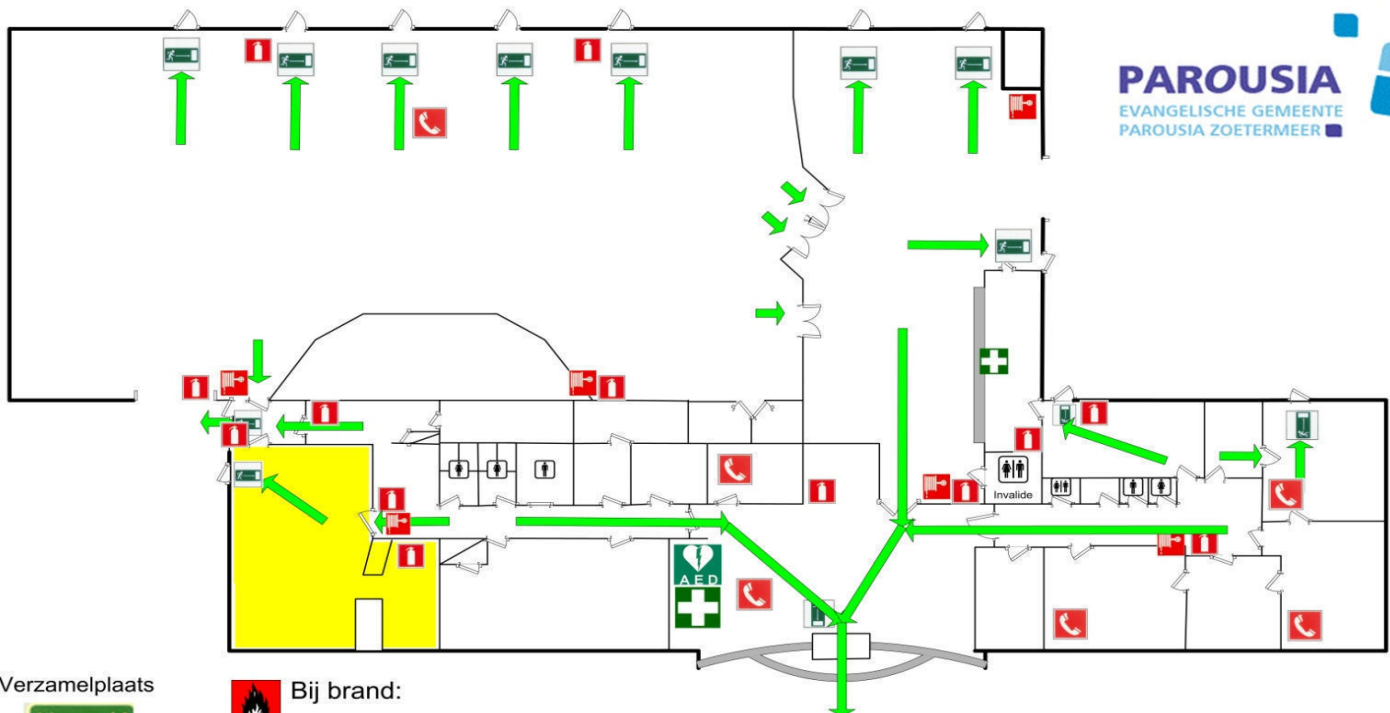 PAROUSIA
EVANGELISCHE GEMEENTE
PAROUSIA ZOETERMEER
Invalide
AED
Verzamelplaats
Bij brand: